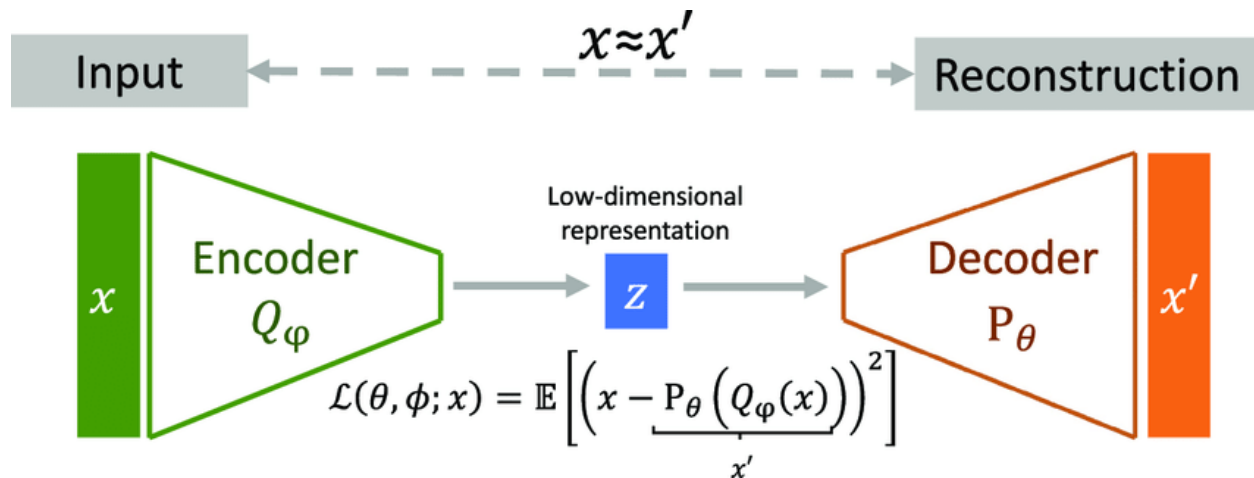 x≈x′
Input
Reconstruction
Low-dimensional
representation
x
Encoder
Q_φ
z
Decoder
P_θ
x′
ℒ(θ, ϕ; x) = 𝔼[(x − P_θ(Q_φ(x)))²]
x′